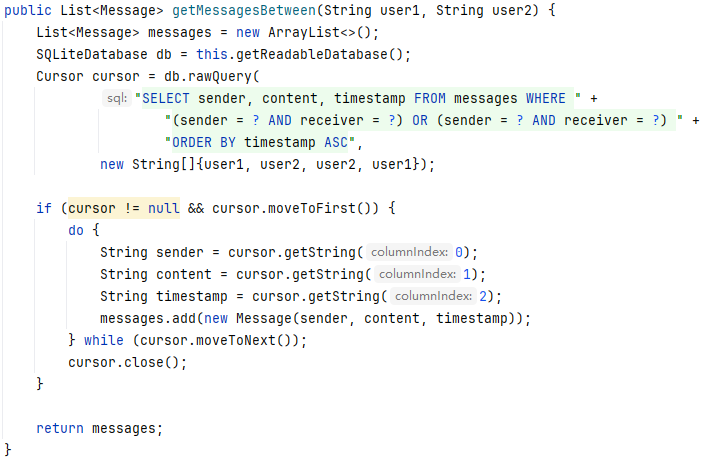 public List<Message> getMessagesBetween(String user1, String user2) {
    List<Message> messages = new ArrayList<>();
    SQLiteDatabase db = this.getReadableDatabase();
    Cursor cursor = db.rawQuery(
            sql: "SELECT sender, content, timestamp FROM messages WHERE " +
                    "(sender = ? AND receiver = ?) OR (sender = ? AND receiver = ?) " +
                    "ORDER BY timestamp ASC",
            new String[]{user1, user2, user2, user1});

    if (cursor != null && cursor.moveToFirst()) {
        do {
            String sender = cursor.getString( columnIndex: 0);
            String content = cursor.getString( columnIndex: 1);
            String timestamp = cursor.getString( columnIndex: 2);
            messages.add(new Message(sender, content, timestamp));
        } while (cursor.moveToNext());
        cursor.close();
    }

    return messages;
}